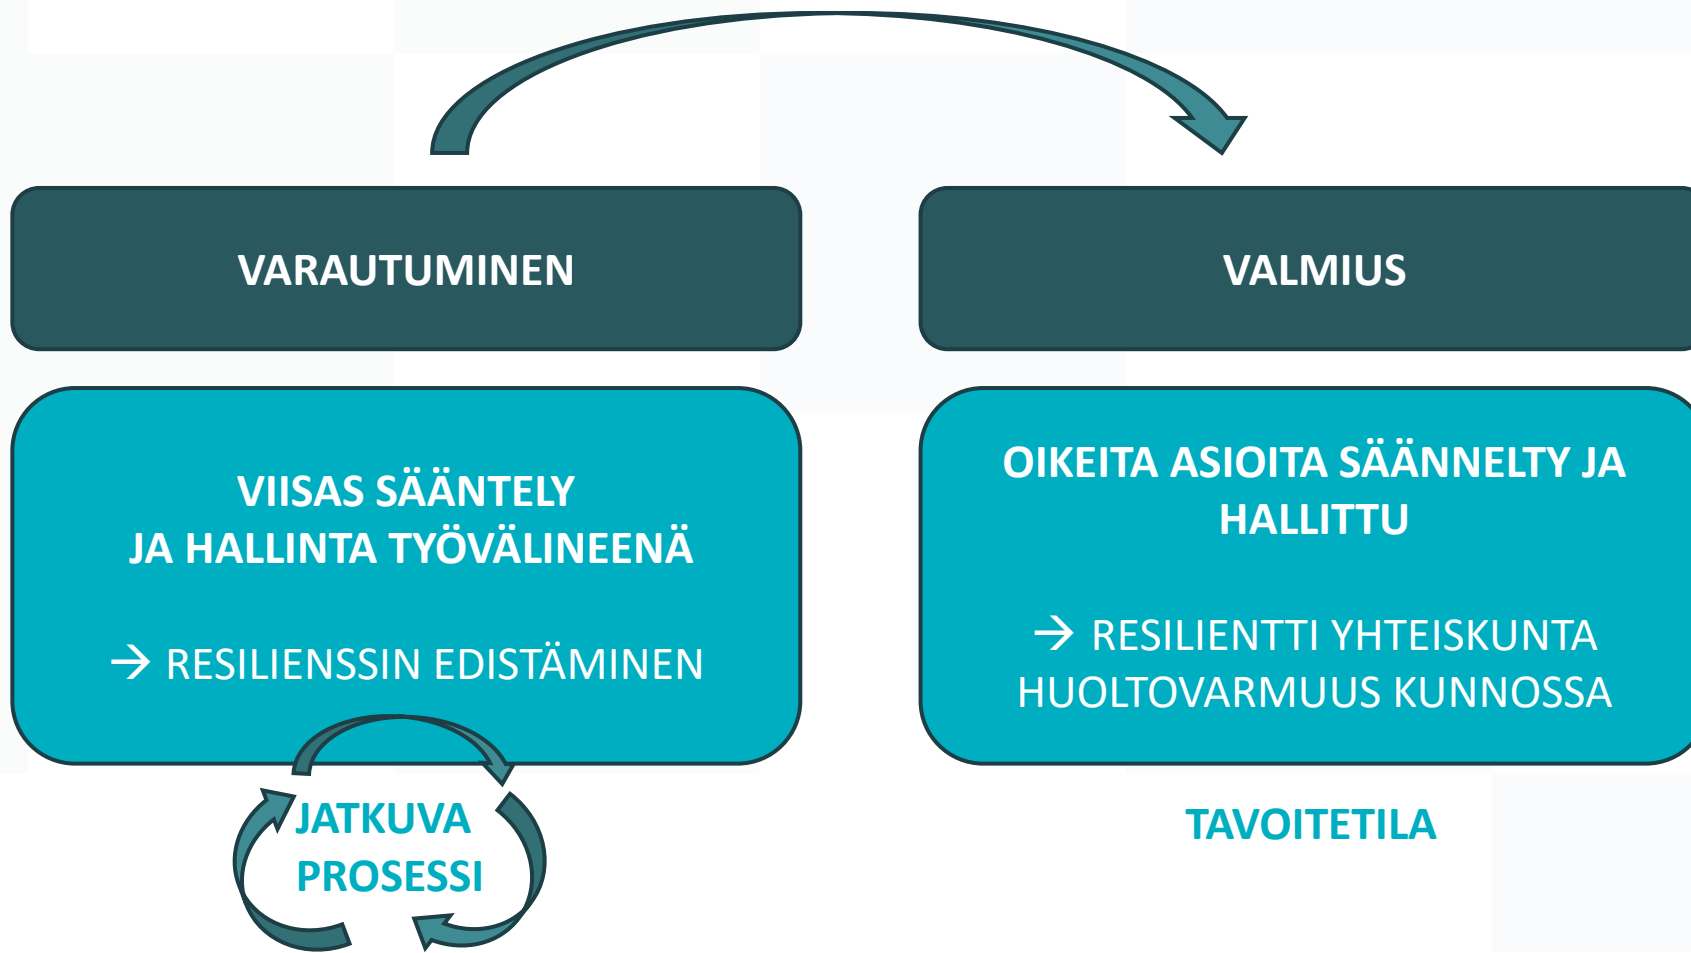 VARAUTUMINEN
VIISAS SÄÄNTELY
JA HALLINTA TYÖVÄLINEENÄ
→ RESILIENSSIN EDISTÄMINEN
JATKUVA
PROSESSI
VALMIUS
OIKEITA ASIOITA SÄÄNNELTY JA
HALLITTU
→ RESILIENTTI YHTEISKUNTA
HUOLTOVARMUUS KUNNOSSA
TAVOITETILA